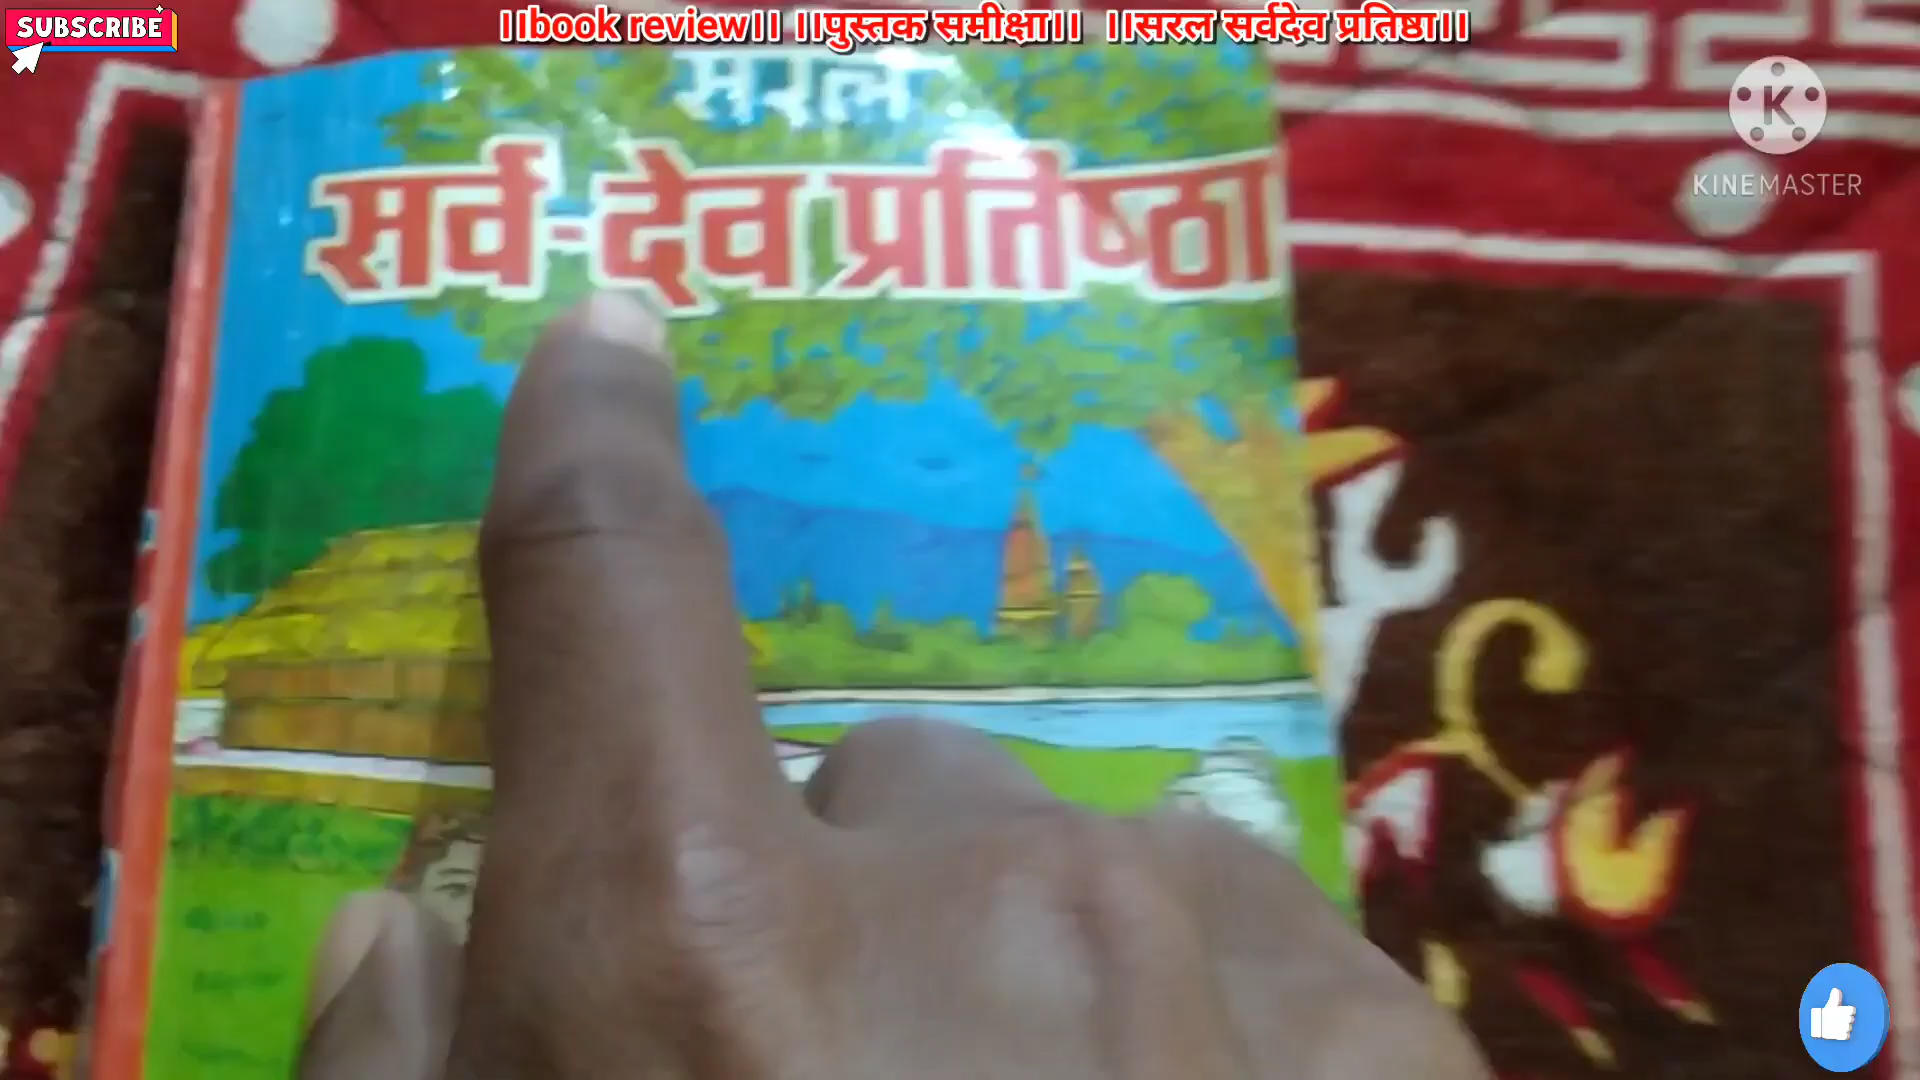 SUBSCRIBE
।।book review।। ।।पुस्तक समीक्षा।। ।।सरल सर्वदेव प्रतिष्ठा।।
K
KINEMASTER
सरल
सर्व-देव प्रतिष्ठा